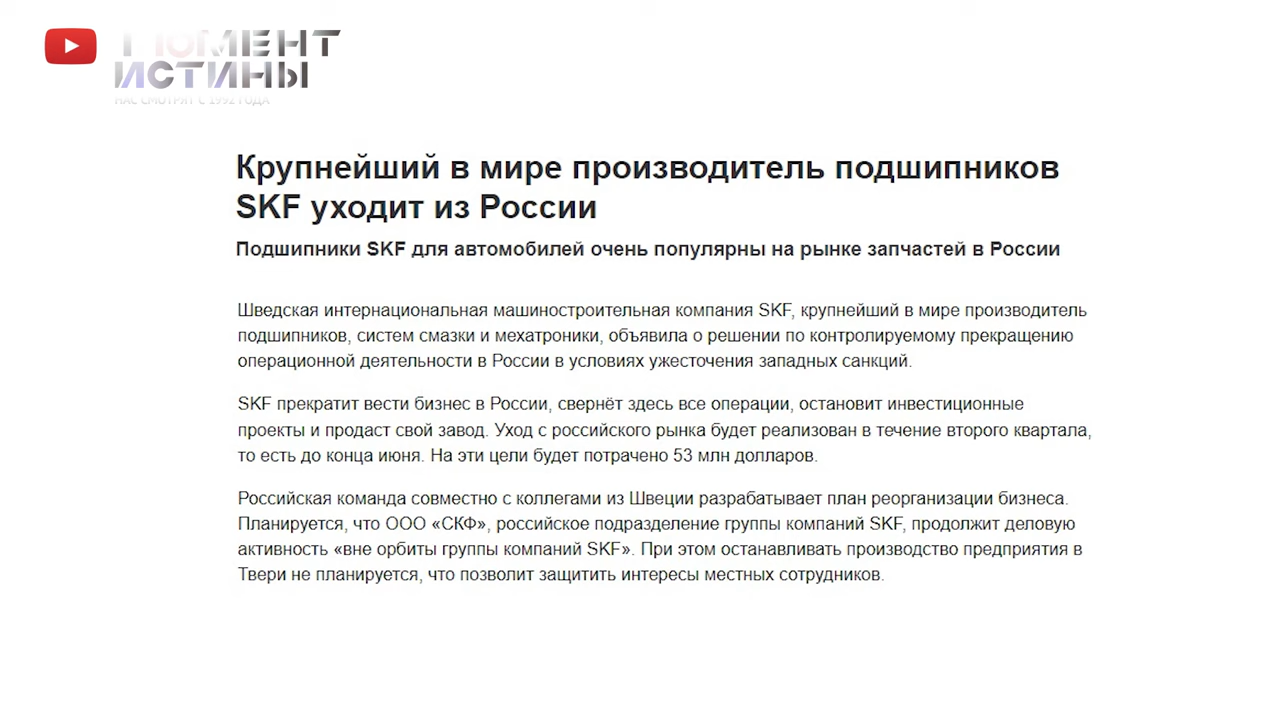 МОМЕНТ
ИСТИНЫ
НАС СМОТРЯТ С 1992 ГОДА
Крупнейший в мире производитель подшипников
SKF уходит из России
Подшипники SKF для автомобилей очень популярны на рынке запчастей в России
Шведская интернациональная машиностроительная компания SKF, крупнейший в мире производитель
подшипников, систем смазки и мехатроники, объявила о решении по контролируемому прекращению
операционной деятельности в России в условиях ужесточения западных санкций.
SKF прекратит вести бизнес в России, свернёт здесь все операции, остановит инвестиционные
проекты и продаст свой завод. Уход с российского рынка будет реализован в течение второго квартала,
то есть до конца июня. На эти цели будет потрачено 53 млн долларов.
Российская команда совместно с коллегами из Швеции разрабатывает план реорганизации бизнеса.
Планируется, что ООО «СКФ», российское подразделение группы компаний SKF, продолжит деловую
активность «вне орбиты группы компаний SKF». При этом останавливать производство предприятия в
Твери не планируется, что позволит защитить интересы местных сотрудников.